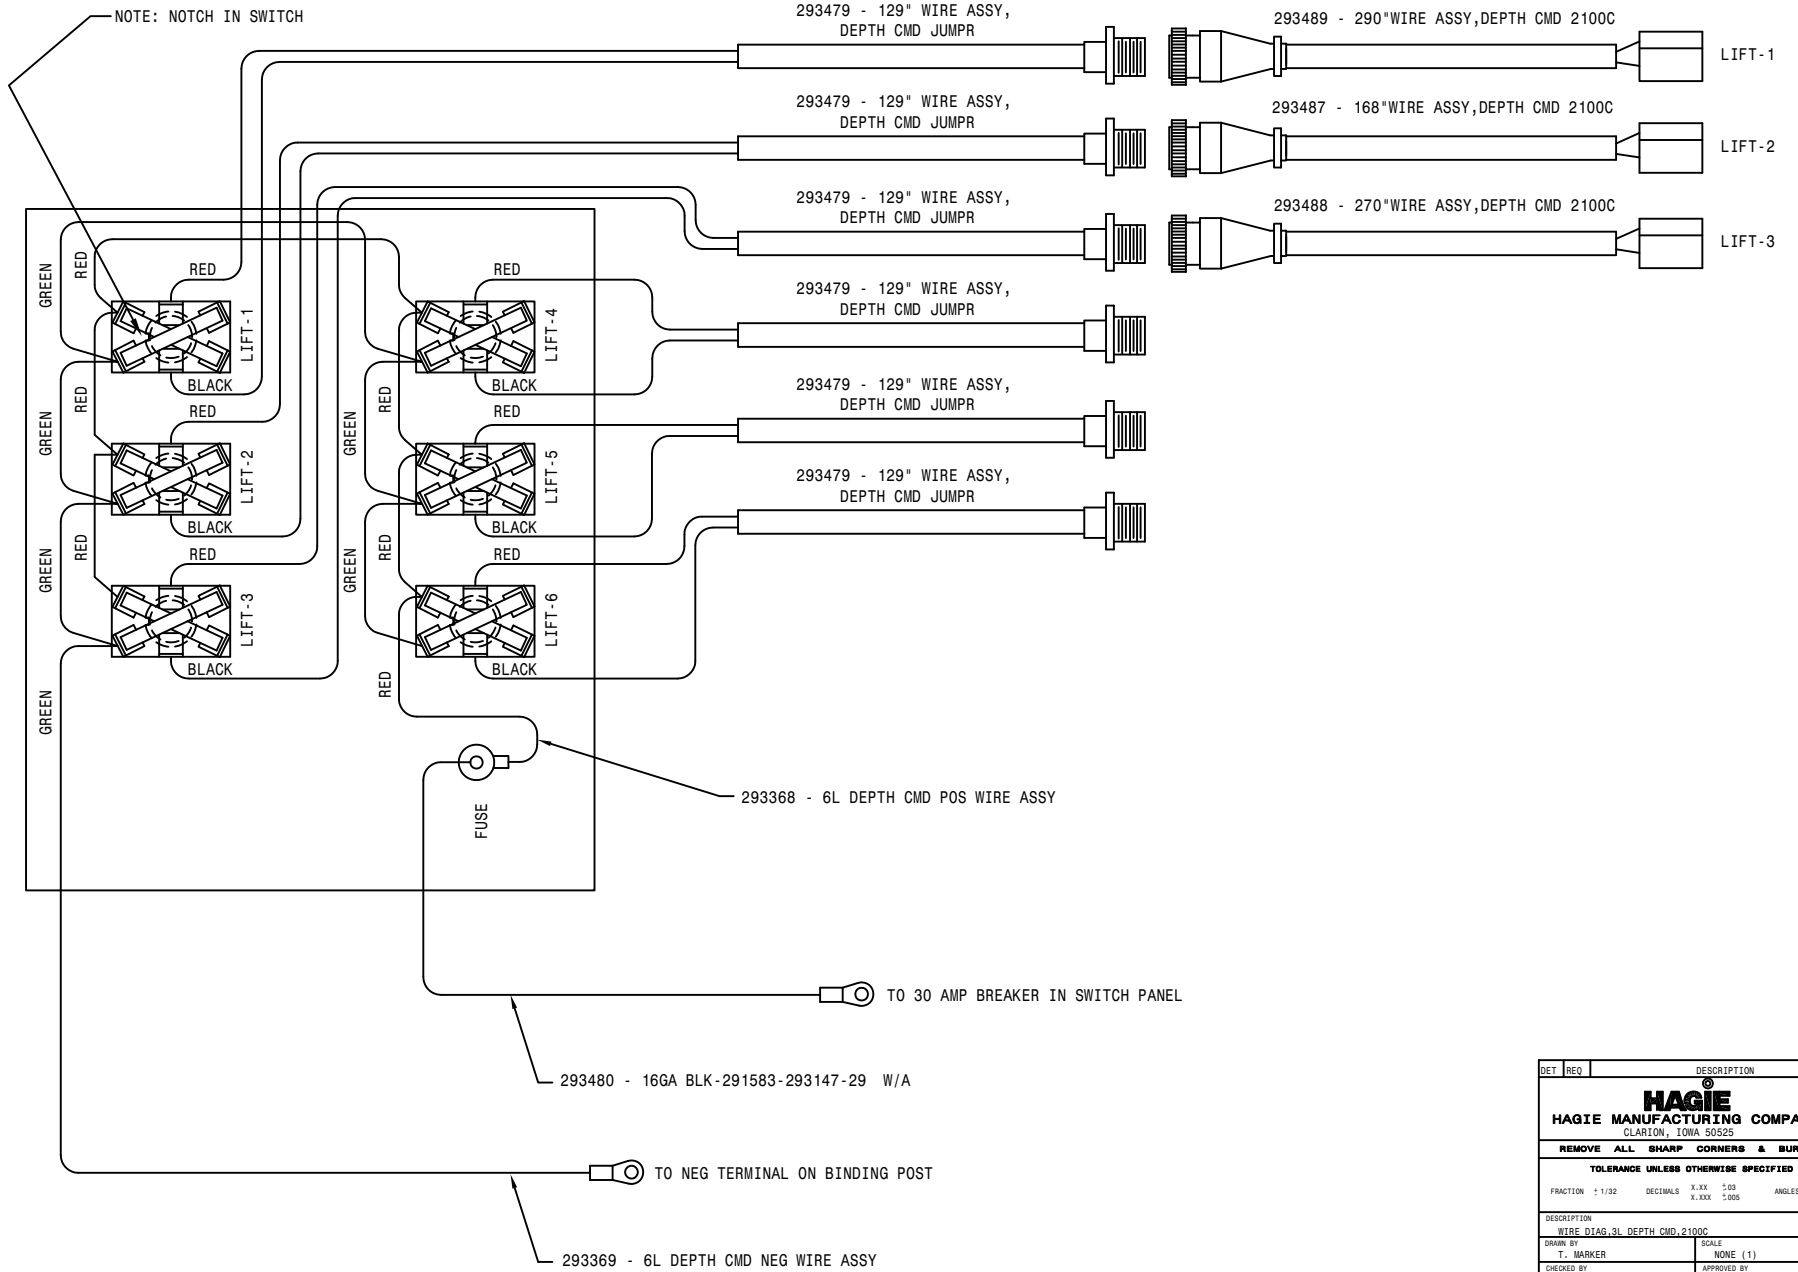 NOTE: NOTCH IN SWITCH
293479 - 129" WIRE ASSY,
DEPTH CMD JUMPR
293489 - 290"WIRE ASSY,DEPTH CMD 2100C
LIFT-1
293479 - 129" WIRE ASSY,
DEPTH CMD JUMPR
293487 - 168"WIRE ASSY,DEPTH CMD 2100C
LIFT-2
293479 - 129" WIRE ASSY,
DEPTH CMD JUMPR
293488 - 270"WIRE ASSY,DEPTH CMD 2100C
LIFT-3
293479 - 129" WIRE ASSY,
DEPTH CMD JUMPR
293479 - 129" WIRE ASSY,
DEPTH CMD JUMPR
293479 - 129" WIRE ASSY,
DEPTH CMD JUMPR
GREEN
RED
RED
LIFT-1
BLACK
RED
LIFT-4
BLACK
GREEN
RED
RED
LIFT-2
BLACK
GREEN
RED
RED
LIFT-5
BLACK
GREEN
RED
RED
LIFT-3
BLACK
GREEN
RED
RED
LIFT-6
BLACK
GREEN
RED
FUSE
293368 - 6L DEPTH CMD POS WIRE ASSY
TO 30 AMP BREAKER IN SWITCH PANEL
293480 - 16GA BLK-291583-293147-29 W/A
TO NEG TERMINAL ON BINDING POST
293369 - 6L DEPTH CMD NEG WIRE ASSY
DET REQ DESCRIPTION
HAGIE
HAGIE MANUFACTURING COMPA
CLARION, IOWA 50525
REMOVE ALL SHARP CORNERS & BUR
TOLERANCE UNLESS OTHERWISE SPECIFIED
FRACTION ± 1/32 DECIMALS X.XX ±.03 ANGLES
X.XXX ±.005
DESCRIPTION
WIRE DIAG,3L DEPTH CMD,2100C
DRAWN BY SCALE
T. MARKER NONE (1)
CHECKED BY APPROVED BY